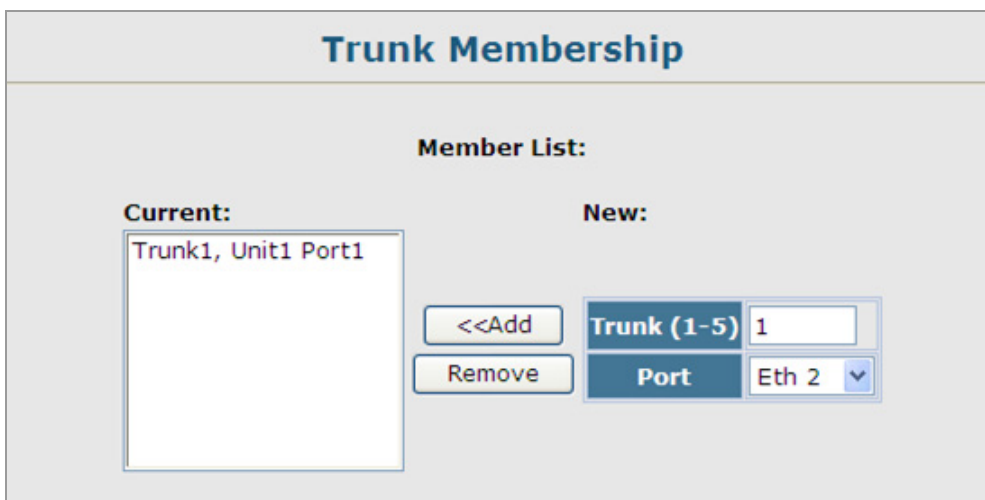 Trunk Membership
Member List:
Current:
New:
Trunk1, Unit1 Port1
<<Add
Trunk (1-5) 1
Remove
Port Eth 2